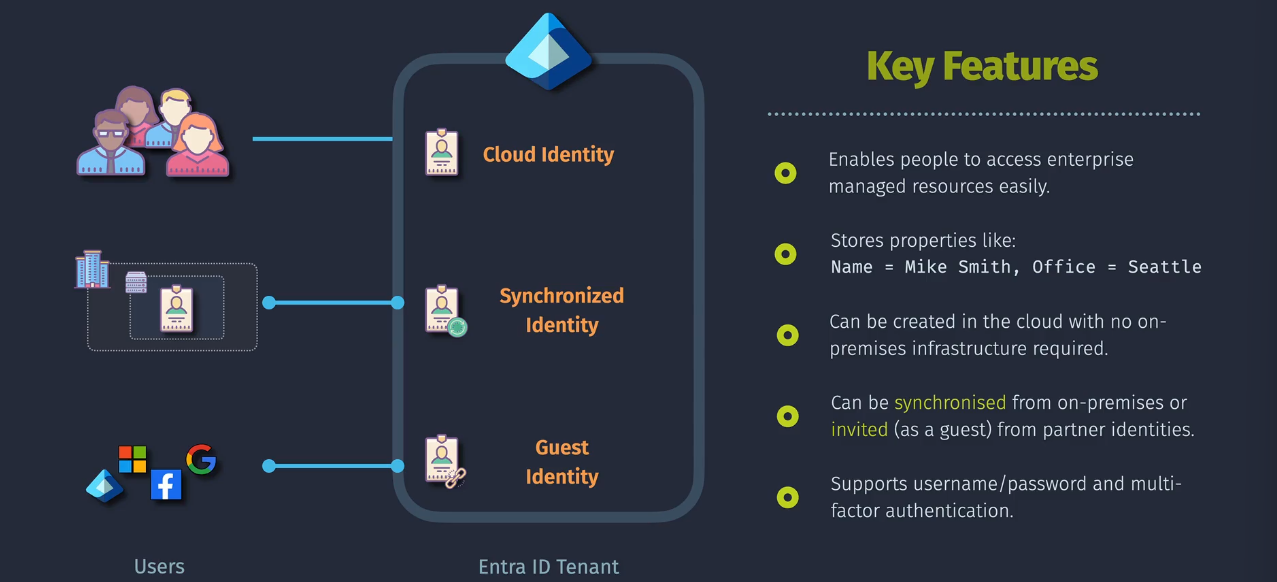 Key Features
Cloud Identity
Synchronized
Identity
Guest
Identity
Enables people to access enterprise
managed resources easily.
Stores properties like:
Name = Mike Smith, Office = Seattle
Can be created in the cloud with no on-
premises infrastructure required.
Can be synchronised from on-premises or
invited (as a guest) from partner identities.
Supports username/password and multi-
factor authentication.
Users
Entra ID Tenant